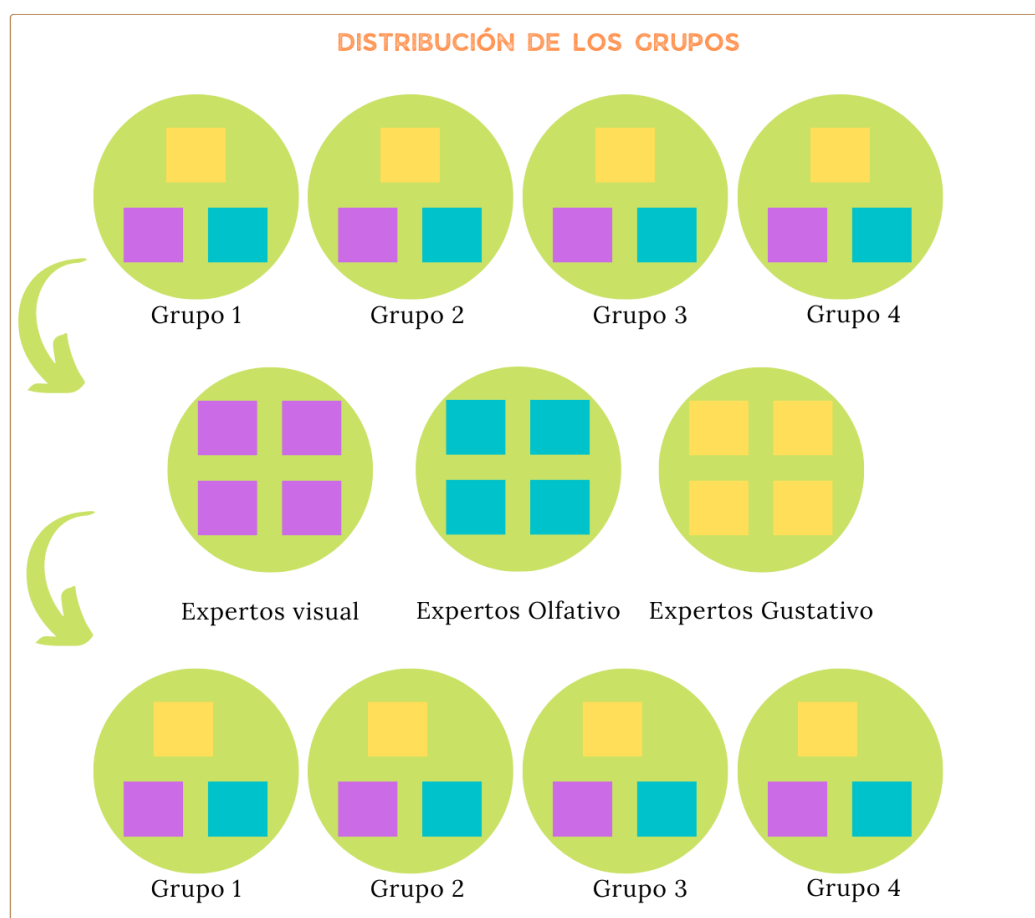 DISTRIBUCIÓN DE LOS GRUPOS
Grupo 1 Grupo 2 Grupo 3 Grupo 4
Expertos visual Expertos Olfativo Expertos Gustativo
Grupo 1 Grupo 2 Grupo 3 Grupo 4